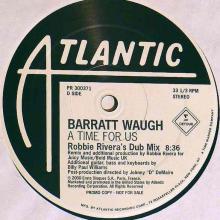 ATLANTIC
PR 300371
D SIDE
33 1/3 RPM
STEREO
BARRATT WAUGH
A TIME FOR US
Robbie Rivera's Dub Mix 8:36
Remix and additional production by Robbie Rivera for
Juicy Music/Bold Music UK
Additional guitar, bass and keyboards by
Billy Paul Williams
Post-production directed by Johnny "D" DeMairo
PROMO COPY - NOT FOR SALE